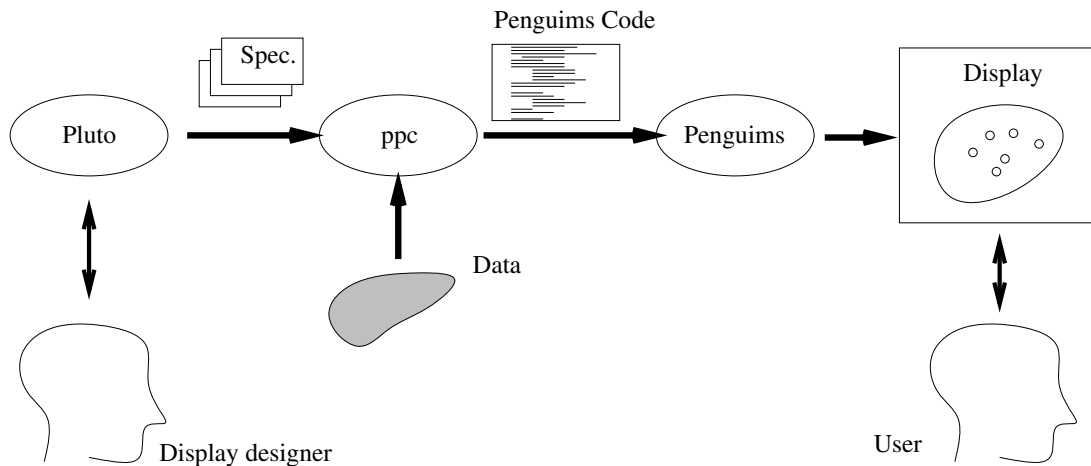 Penguims Code
Spec.
Display
Pluto
ppc
Penguims
Data
Display designer
User